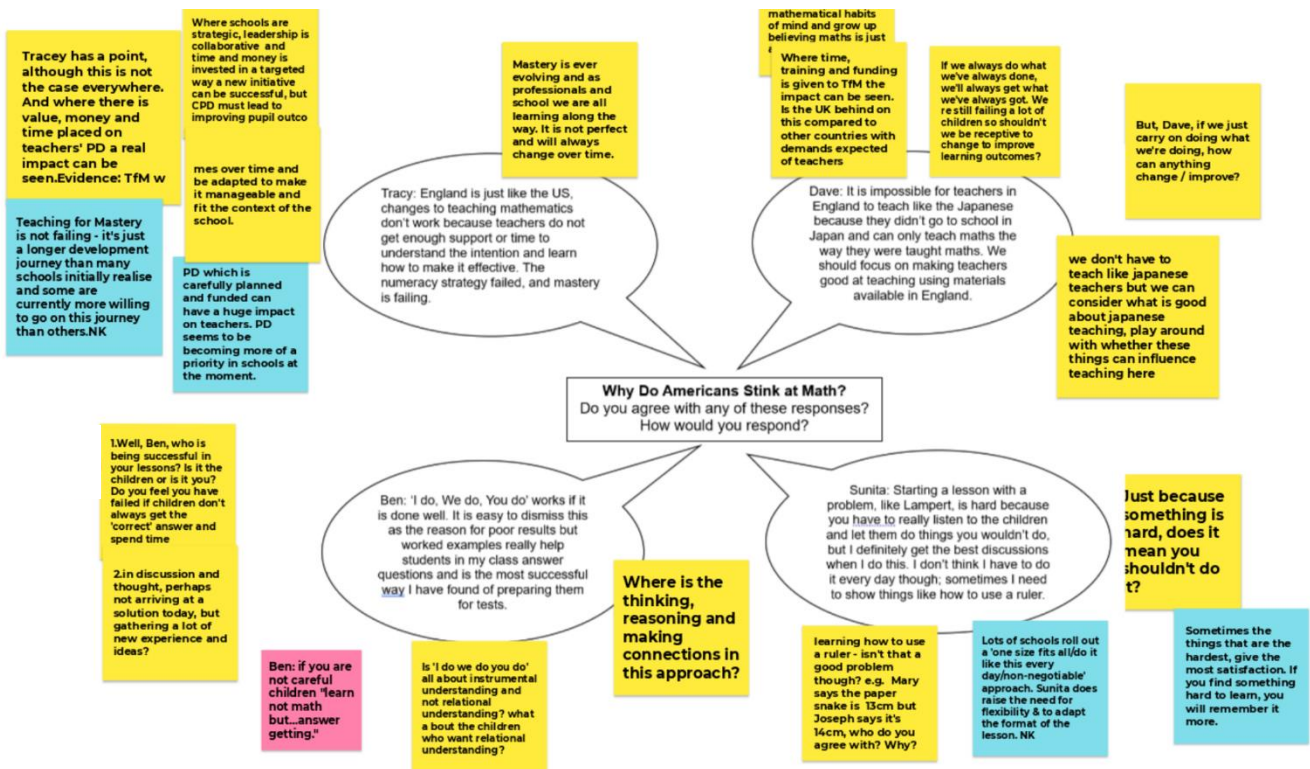 Tracey has a point,
although this is not
the case everywhere.
And where there is
value, money and
time placed on
teachers' PD a real
impact can be
seen.Evidence: TfM w
Where schools are
strategic, leadership is
collaborative and
time and money is
invested in a targeted
way a new initiative
can be successful, but
CPD must lead to
improving pupil outco
mes over time and
be adapted to make
it manageable and
fit the context of the
school.
Teaching for Mastery
is not failing - it's just
a longer development
journey than many
schools initially realise
and some are
currently more willing
to go on this journey
than others.NK
PD which is
carefully planned
and funded can
have a huge impact
on teachers. PD
seems to be
becoming more of a
priority in schools at
the moment.
Mastery is ever
evolving and as
professionals and
school we are all
learning along the
way. It is not perfect
and will always
change over time.
Tracy: England is just like the US,
changes to teaching mathematics
don't work because teachers do not
get enough support or time to
understand the intention and learn
how to make it effective. The
numeracy strategy failed, and mastery
is failing.
mathematical habits
of mind and grow up
believing maths is just
Where time,
training and funding
is given to TfM the
impact can be seen.
Is the UK behind on
this compared to
other countries with
demands expected
of teachers
If we always do what
we've always done,
we'll always get what
we've always got. We
re still failing a lot of
children so shouldn't
we be receptive to
change to improve
learning outcomes?
But, Dave, if we just
carry on doing what
we're doing, how
can anything
change / improve?
Dave: It is impossible for teachers in
England to teach like the Japanese
because they didn't go to school in
Japan and can only teach maths the
way they were taught maths. We
should focus on making teachers
good at teaching using materials
available in England.
we don't have to
teach like japanese
teachers but we can
consider what is good
about japanese
teaching, play around
with whether these
things can influence
teaching here
Why Do Americans Stink at Math?
Do you agree with any of these responses?
How would you respond?
1.Well, Ben, who is
being successful in
your lessons? Is it the
children or is it you?
Do you feel you have
failed if children don't
always get the
'correct' answer and
spend time
2.in discussion and
thought, perhaps
not arriving at a
solution today, but
gathering a lot of
new experience and
ideas?
Ben: 'I do, We do, You do' works if it
is done well. It is easy to dismiss this
as the reason for poor results but
worked examples really help
students in my class answer
questions and is the most successful
way I have found of preparing them
for tests.
Ben: if you are
not careful
children "learn
not math
but...answer
getting."
Is 'I do we do you do'
all about instrumental
understanding and
not relational
understanding? what
a bout the children
who want relational
understanding?
Where is the
thinking,
reasoning and
making
connections in
this approach?
Sunita: Starting a lesson with a
problem, like Lampert, is hard because
you have to really listen to the children
and let them do things you wouldn't do,
but I definitely get the best discussions
when I do this. I don't think I have to do
it every day though; sometimes I need
to show things like how to use a ruler.
Just because
something is
hard, does it
mean you
shouldn't do
it?
learning how to use
a ruler - isn't that a
good problem
though? e.g. Mary
says the paper
snake is 13cm but
Joseph says it's
14cm, who do you
agree with? Why?
Lots of schools roll out
a 'one size fits all/do it
like this every
day/non-negotiable'
approach. Sunita does
raise the need for
flexibility & to adapt
the format of the
lesson. NK
Sometimes the
things that are the
hardest, give the
most satisfaction. If
you find something
hard to learn, you
will remember it
more.